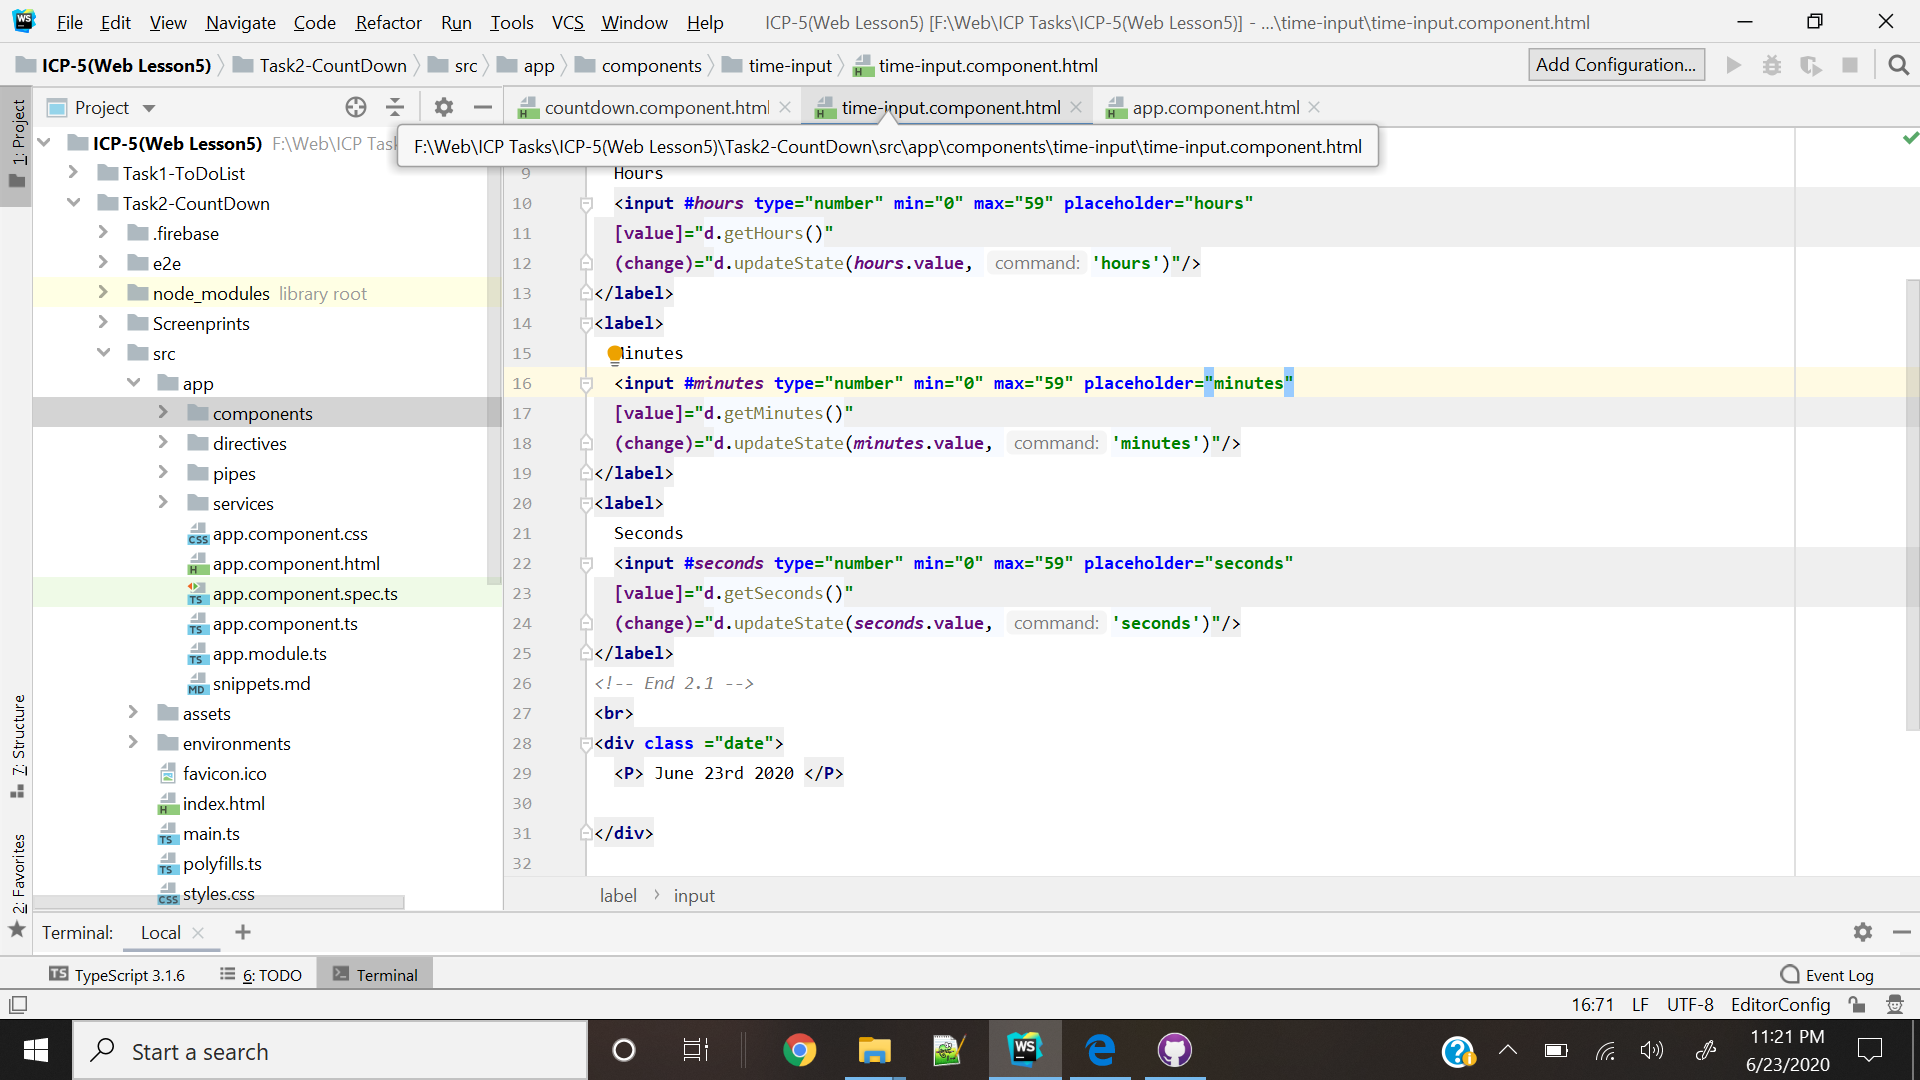 WS File Edit View Navigate Code Refactor Run Tools VCS Window Help ICP-5(Web Lesson5) [F:\Web\ICP Tasks\ICP-5(Web Lesson5)] - ...\time-input\time-input.component.html
ICP-5(Web Lesson5) Task2-CountDown src app components time-input time-input.component.html Add Configuration...
1: Project
7: Structure
2: Favorites
Project
ICP-5(Web Lesson5) F:\Web\ICP Tas
Task1-ToDoList
Task2-CountDown
.firebase
e2e
node_modules library root
Screenprints
src
app
components
directives
pipes
services
app.component.css
app.component.html
app.component.spec.ts
app.component.ts
app.module.ts
snippets.md
assets
environments
favicon.ico
index.html
main.ts
polyfills.ts
styles.css
countdown.component.html time-input.component.html app.component.html
F:\Web\ICP Tasks\ICP-5(Web Lesson5)\Task2-CountDown\src\app\components\time-input\time-input.component.html
9 Hours
10 <input #hours type="number" min="0" max="59" placeholder="hours"
11 [value]="d.getHours()"
12 (change)="d.updateState(hours.value, command: 'hours')"/>
13 </label>
14 <label>
15 Minutes
16 <input #minutes type="number" min="0" max="59" placeholder="minutes"
17 [value]="d.getMinutes()"
18 (change)="d.updateState(minutes.value, command: 'minutes')"/>
19 </label>
20 <label>
21 Seconds
22 <input #seconds type="number" min="0" max="59" placeholder="seconds"
23 [value]="d.getSeconds()"
24 (change)="d.updateState(seconds.value, command: 'seconds')"/>
25 </label>
26 <!-- End 2.1 -->
27 <br>
28 <div class ="date">
29 <P> June 23rd 2020 </P>
30
31 </div>
32
label input
Terminal: Local
TS TypeScript 3.1.6 6: TODO Terminal Event Log
16:71 LF UTF-8 EditorConfig
Start a search
WS
11:21 PM
6/23/2020